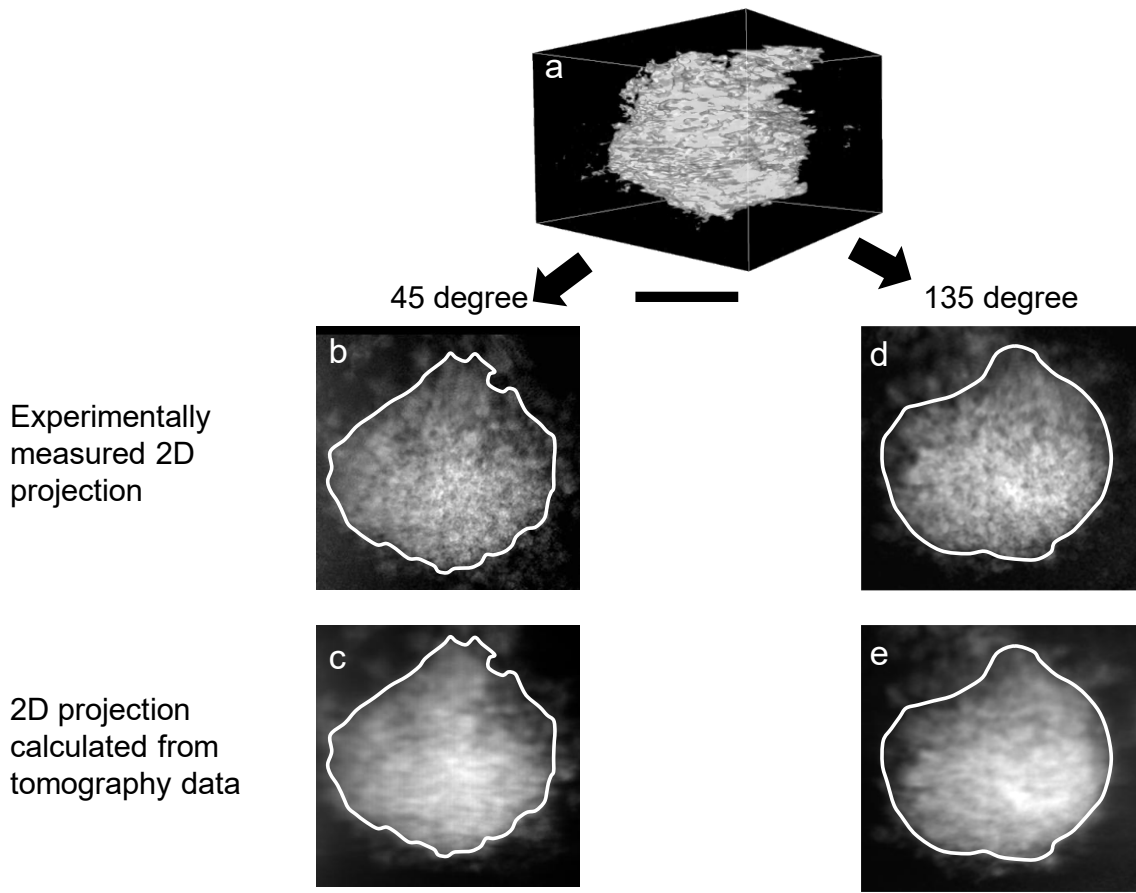 a
45 degree
135 degree
b
d
Experimentally
measured 2D
projection
c
e
2D projection
calculated from
tomography data